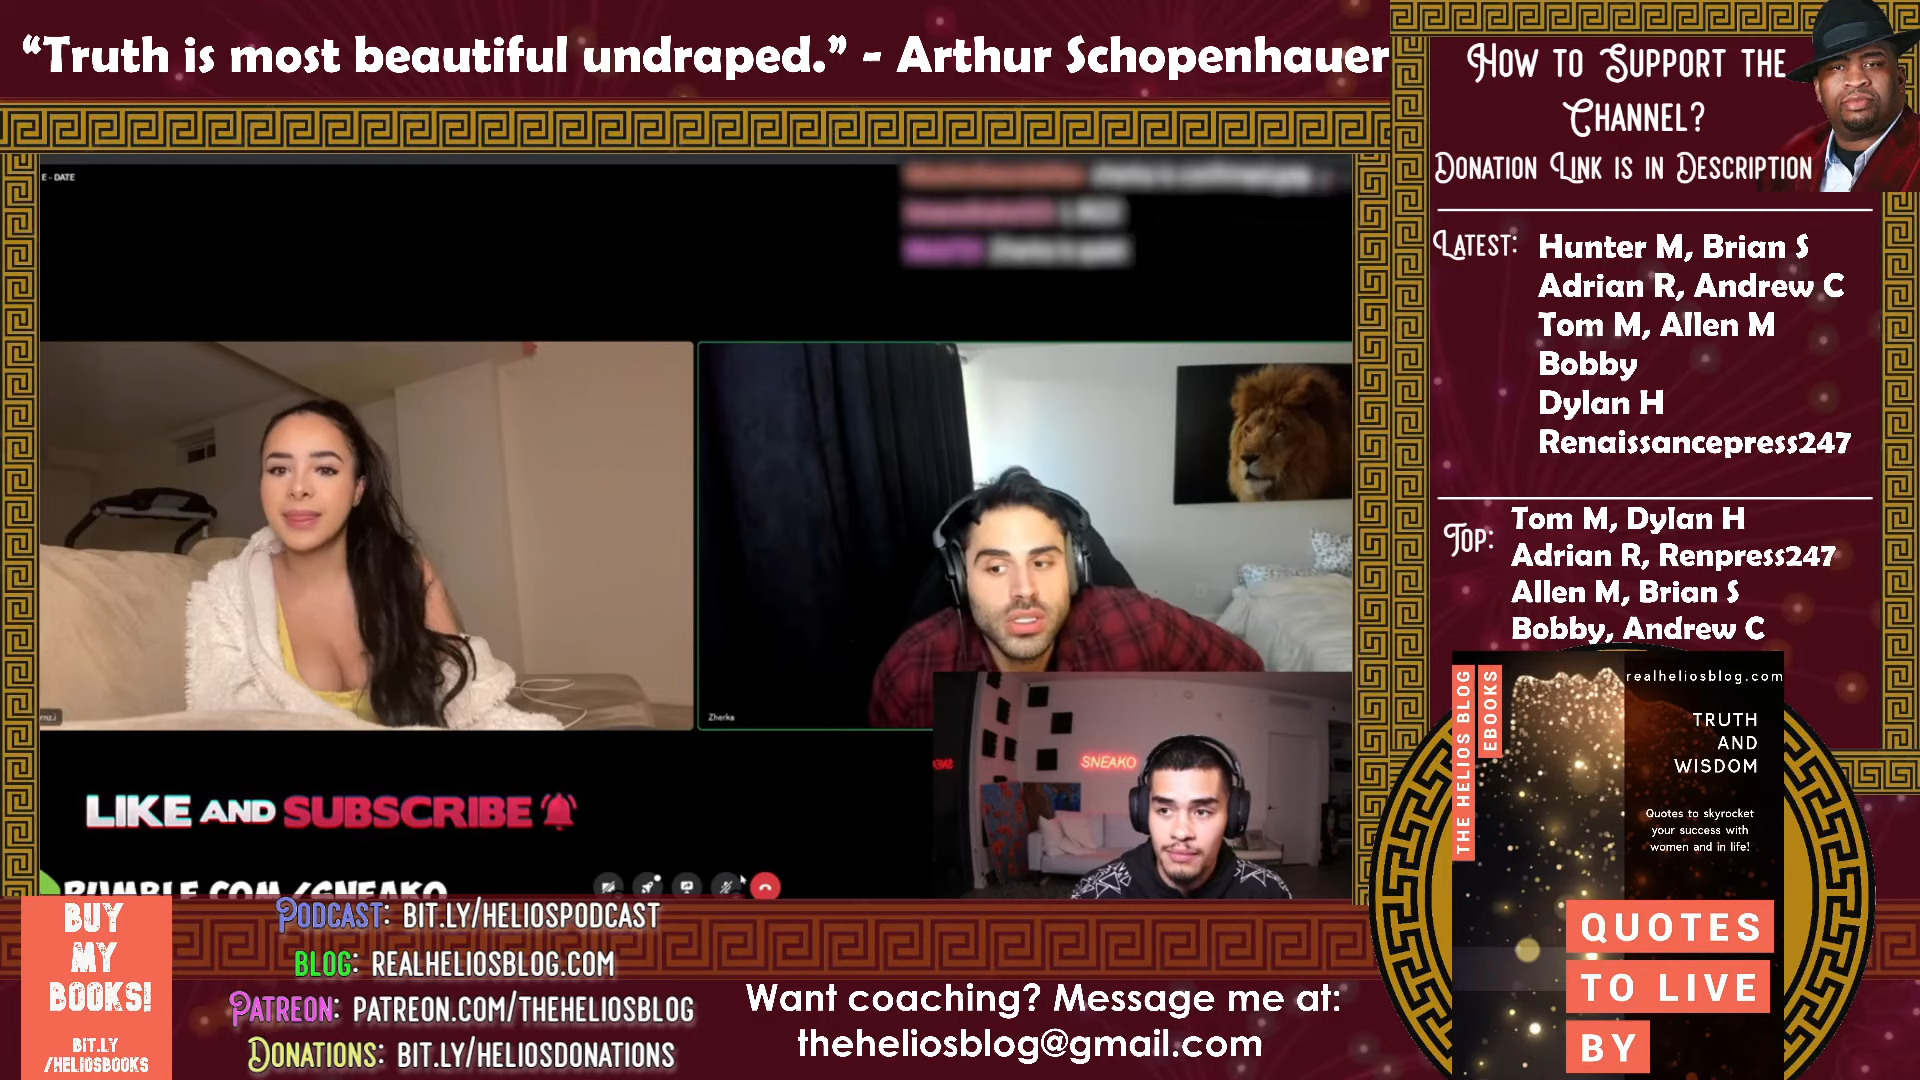 “Truth is most beautiful undraped.” - Arthur Schopenhauer
E - DATE
Zherka
SNEAKO
LIKE AND SUBSCRIBE
RUMBLE.COM/SNEAKO
How to Support the
Channel?
Donation Link is in Description
Latest:
Hunter M, Brian S
Adrian R, Andrew C
Tom M, Allen M
Bobby
Dylan H
Renaissancepress247
Top:
Tom M, Dylan H
Adrian R, Renpress247
Allen M, Brian S
Bobby, Andrew C
THE HELIOS BLOG
EBOOKS
realheliosblog.com
TRUTH
AND
WISDOM
Quotes to skyrocket
your success with
women and in life!
QUOTES
TO LIVE
BY
BUY
MY
BOOKS!
BIT.LY
/HELIOSBOOKS
Podcast: BIT.LY/HELIOSPODCAST
BLOG: REALHELIOSBLOG.COM
Patreon: PATREON.COM/THEHELIOSBLOG
Donations: BIT.LY/HELIOSDONATIONS
Want coaching? Message me at:
theheliosblog@gmail.com